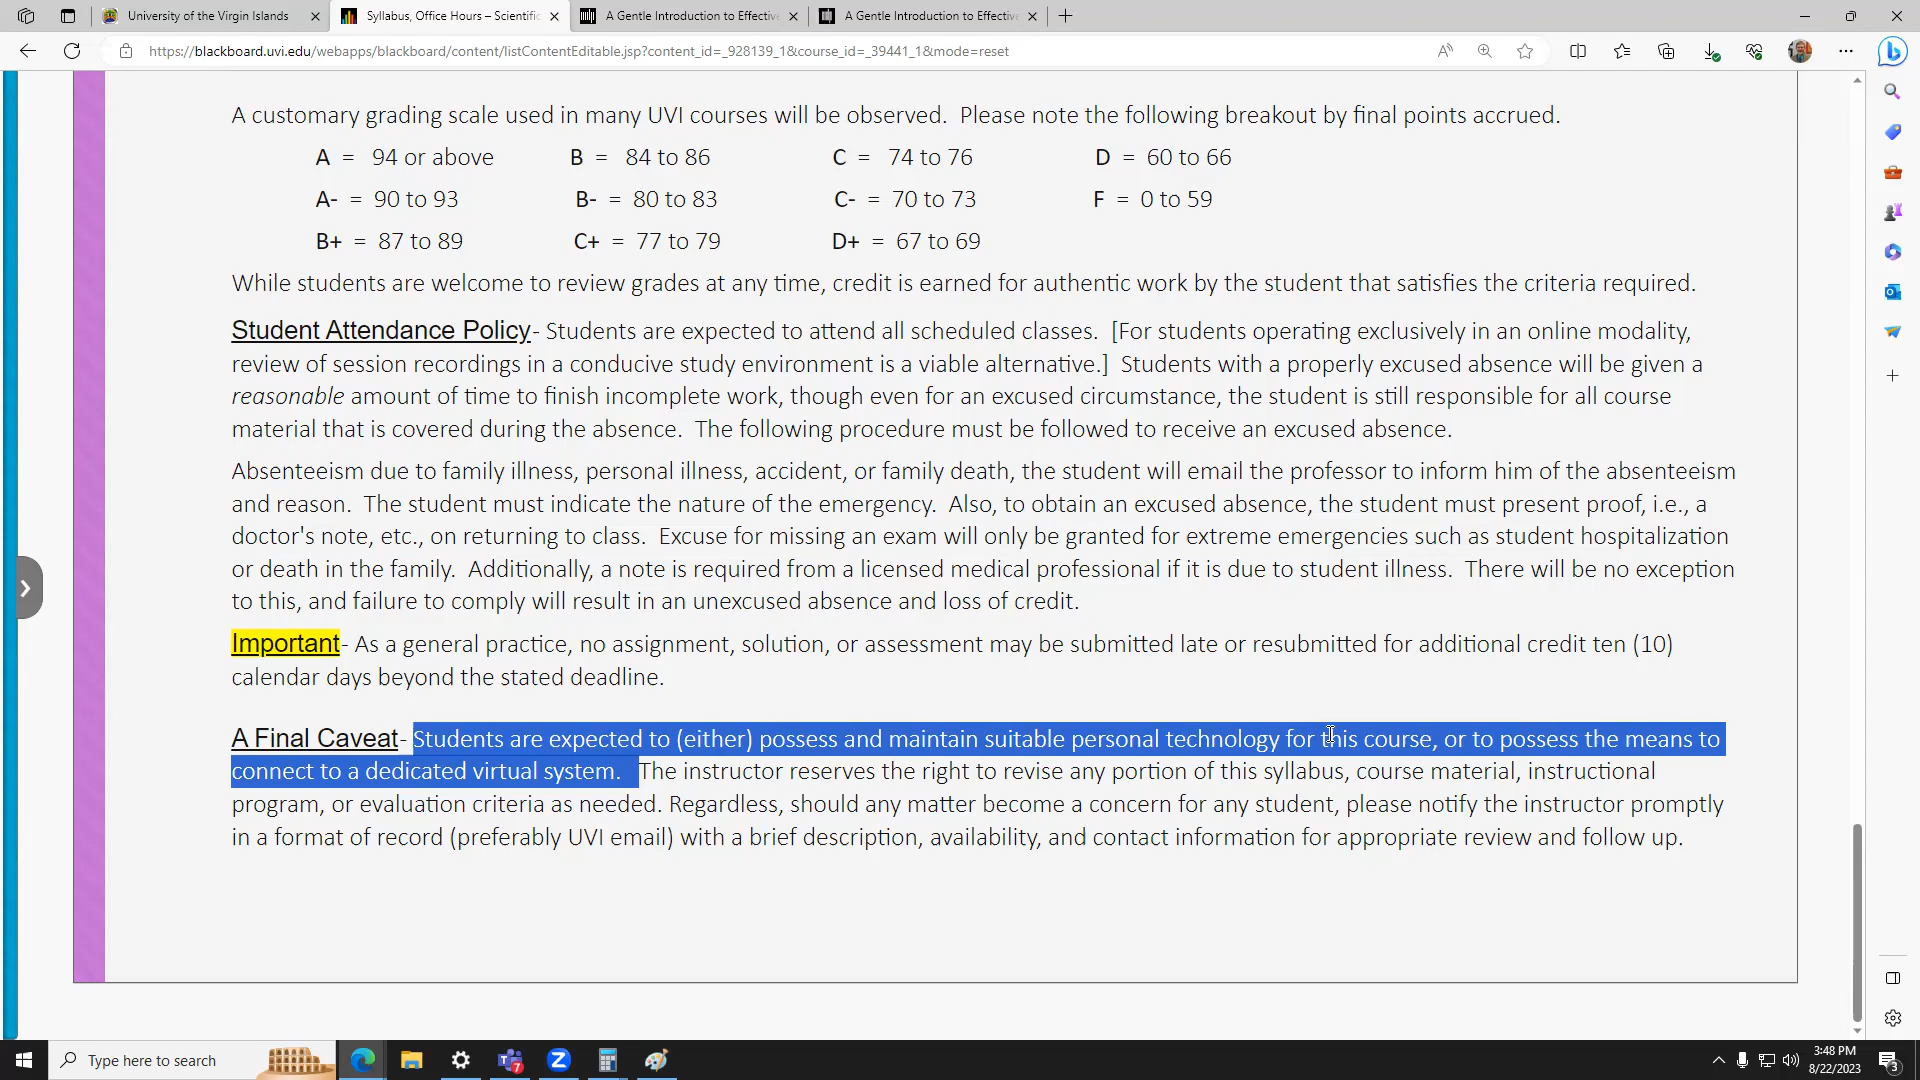 University of the Virgin Islands
Syllabus, Office Hours – Scientific
A Gentle Introduction to Effectiv
A Gentle Introduction to Effectiv
https://blackboard.uvi.edu/webapps/blackboard/content/listContentEditable.jsp?content_id=_928139_1&course_id=_39441_1&mode=reset
A customary grading scale used in many UVI courses will be observed.  Please note the following breakout by final points accrued.
A = 94 or above B = 84 to 86 C = 74 to 76 D = 60 to 66
A- = 90 to 93 B- = 80 to 83 C- = 70 to 73 F = 0 to 59
B+ = 87 to 89 C+ = 77 to 79 D+ = 67 to 69
While students are welcome to review grades at any time, credit is earned for authentic work by the student that satisfies the criteria required.
Student Attendance Policy- Students are expected to attend all scheduled classes.  [For students operating exclusively in an online modality,
review of session recordings in a conducive study environment is a viable alternative.]  Students with a properly excused absence will be given a
reasonable amount of time to finish incomplete work, though even for an excused circumstance, the student is still responsible for all course
material that is covered during the absence.  The following procedure must be followed to receive an excused absence.
Absenteeism due to family illness, personal illness, accident, or family death, the student will email the professor to inform him of the absenteeism
and reason.  The student must indicate the nature of the emergency.  Also, to obtain an excused absence, the student must present proof, i.e., a
doctor's note, etc., on returning to class.  Excuse for missing an exam will only be granted for extreme emergencies such as student hospitalization
or death in the family.  Additionally, a note is required from a licensed medical professional if it is due to student illness.  There will be no exception
to this, and failure to comply will result in an unexcused absence and loss of credit.
Important- As a general practice, no assignment, solution, or assessment may be submitted late or resubmitted for additional credit ten (10)
calendar days beyond the stated deadline.
A Final Caveat- Students are expected to (either) possess and maintain suitable personal technology for this course, or to possess the means to
connect to a dedicated virtual system.  The instructor reserves the right to revise any portion of this syllabus, course material, instructional
program, or evaluation criteria as needed. Regardless, should any matter become a concern for any student, please notify the instructor promptly
in a format of record (preferably UVI email) with a brief description, availability, and contact information for appropriate review and follow up.
Type here to search
7
3:48 PM
8/22/2023
3